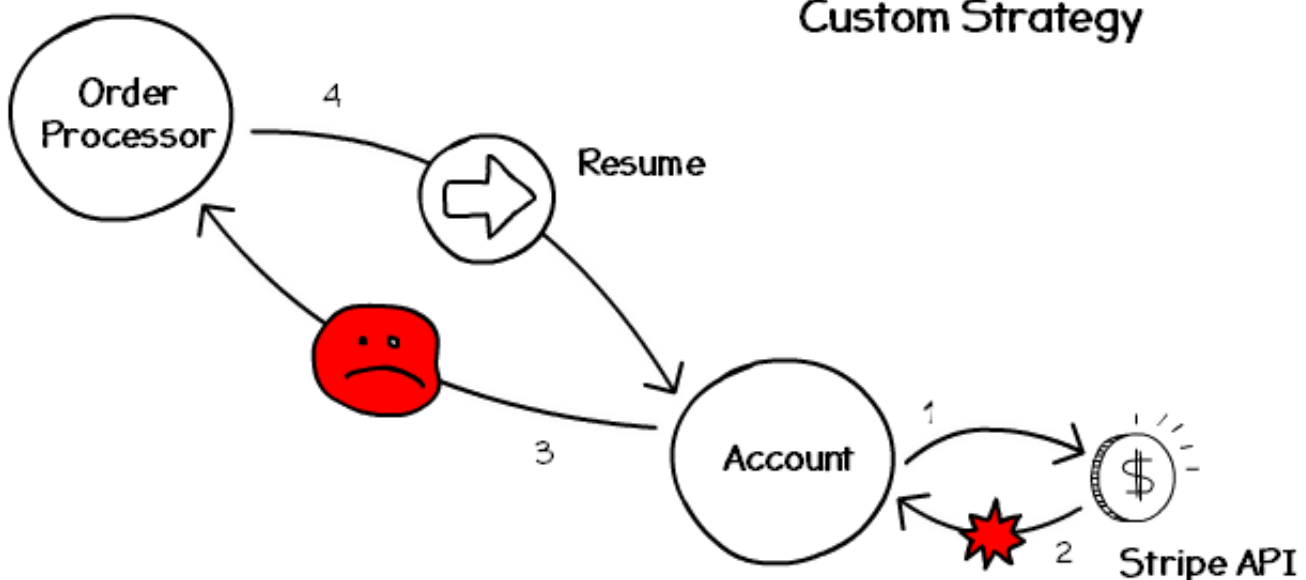 Custom Strategy
Order
Processor
4
Resume
3
Account
1
$
2
Stripe API